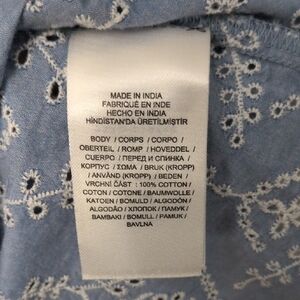 MADE IN INDIA
FABRIQUÉ EN INDE
HECHO EN INDIA
HİNDİSTAN'DA ÜRETİLMİŞTİR
BODY / CORPS / CORPO /
OBERTEIL / ROMP / HOVEDDEL /
CUERPO / ПЕРЕД И СПИНКА /
КОРПУС / ΣΩΜΑ / BRUK (KROPP)
/ ANVÄND (KROPP) / BEDEN /
VRCHNÍ ČÁST : 100% COTTON /
COTON / COTONE / BAUMWOLLE /
KATOEN / BOMULD / ALGODÓN /
ALGODÃO / ХЛОПОК / ПАМУК /
BAMBAKI / BOMULL / PAMUK /
BAVLNA